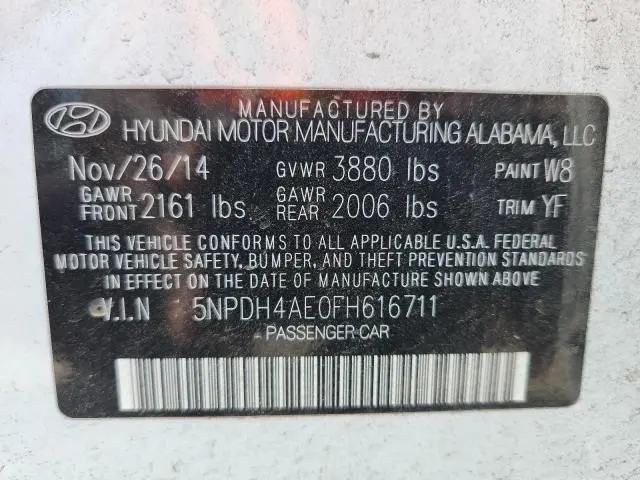 MANUFACTURED BY
HYUNDAI MOTOR MANUFACTURING ALABAMA, LLC
Nov/26/14 GVWR 3880 lbs PAINT W8
GAWR FRONT 2161 lbs GAWR REAR 2006 lbs TRIM YF
THIS VEHICLE CONFORMS TO ALL APPLICABLE U.S.A. FEDERAL
MOTOR VEHICLE SAFETY, BUMPER, AND THEFT PREVENTION STANDARDS
IN EFFECT ON THE DATE OF MANUFACTURE SHOWN ABOVE.
V.I.N 5NPDH4AE0FH616711
PASSENGER CAR